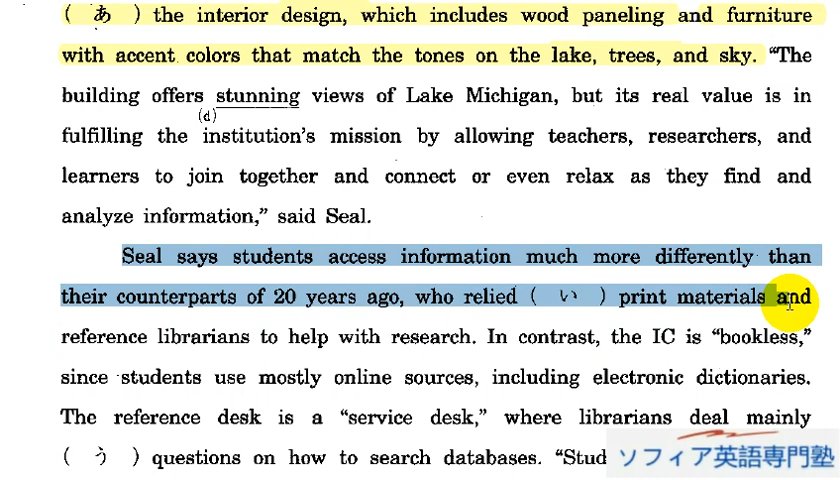 ( あ ) the interior design, which includes wood paneling and furniture
with accent colors that match the tones on the lake, trees, and sky. “The
building offers stunning views of Lake Michigan, but its real value is in
(d)
fulfilling the institution’s mission by allowing teachers, researchers, and
learners to join together and connect or even relax as they find and
analyze information,” said Seal.
Seal says students access information much more differently than
their counterparts of 20 years ago, who relied ( い ) print materials and
reference librarians to help with research. In contrast, the IC is “bookless,”
since students use mostly online sources, including electronic dictionaries.
The reference desk is a “service desk,” where librarians deal mainly
( う ) questions on how to search databases. “Stud
ソフィア英語専門塾